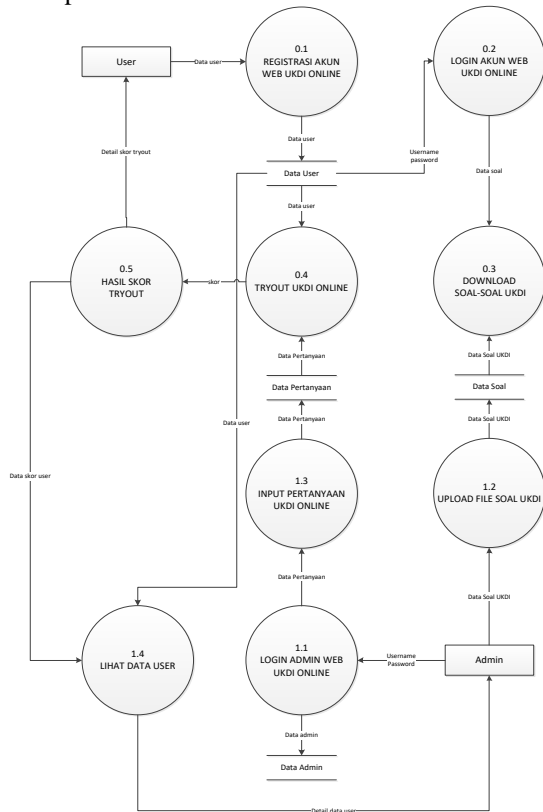 0.1
REGISTRASI AKUN
WEB UKDI ONLINE
0.2
LOGIN AKUN WEB
UKDI ONLINE
User
Data user
Data user
Username
password
Detail skor tryout
Data User
Data soal
Data user
0.5
HASIL SKOR
TRYOUT
skor
0.4
TRYOUT UKDI ONLINE
0.3
DOWNLOAD
SOAL-SOAL UKDI
Data Pertanyaan
Data Soal UKDI
Data Pertanyaan
Data Soal
Data Pertanyaan
Data Soal UKDI
Data user
1.3
INPUT PERTANYAAN
UKDI ONLINE
1.2
UPLOAD FILE SOAL UKDI
Data skor user
Data Pertanyaan
Data Soal UKDI
1.4
LIHAT DATA USER
1.1
LOGIN ADMIN WEB
UKDI ONLINE
Username
Password
Admin
Data admin
Data Admin
Detail data user